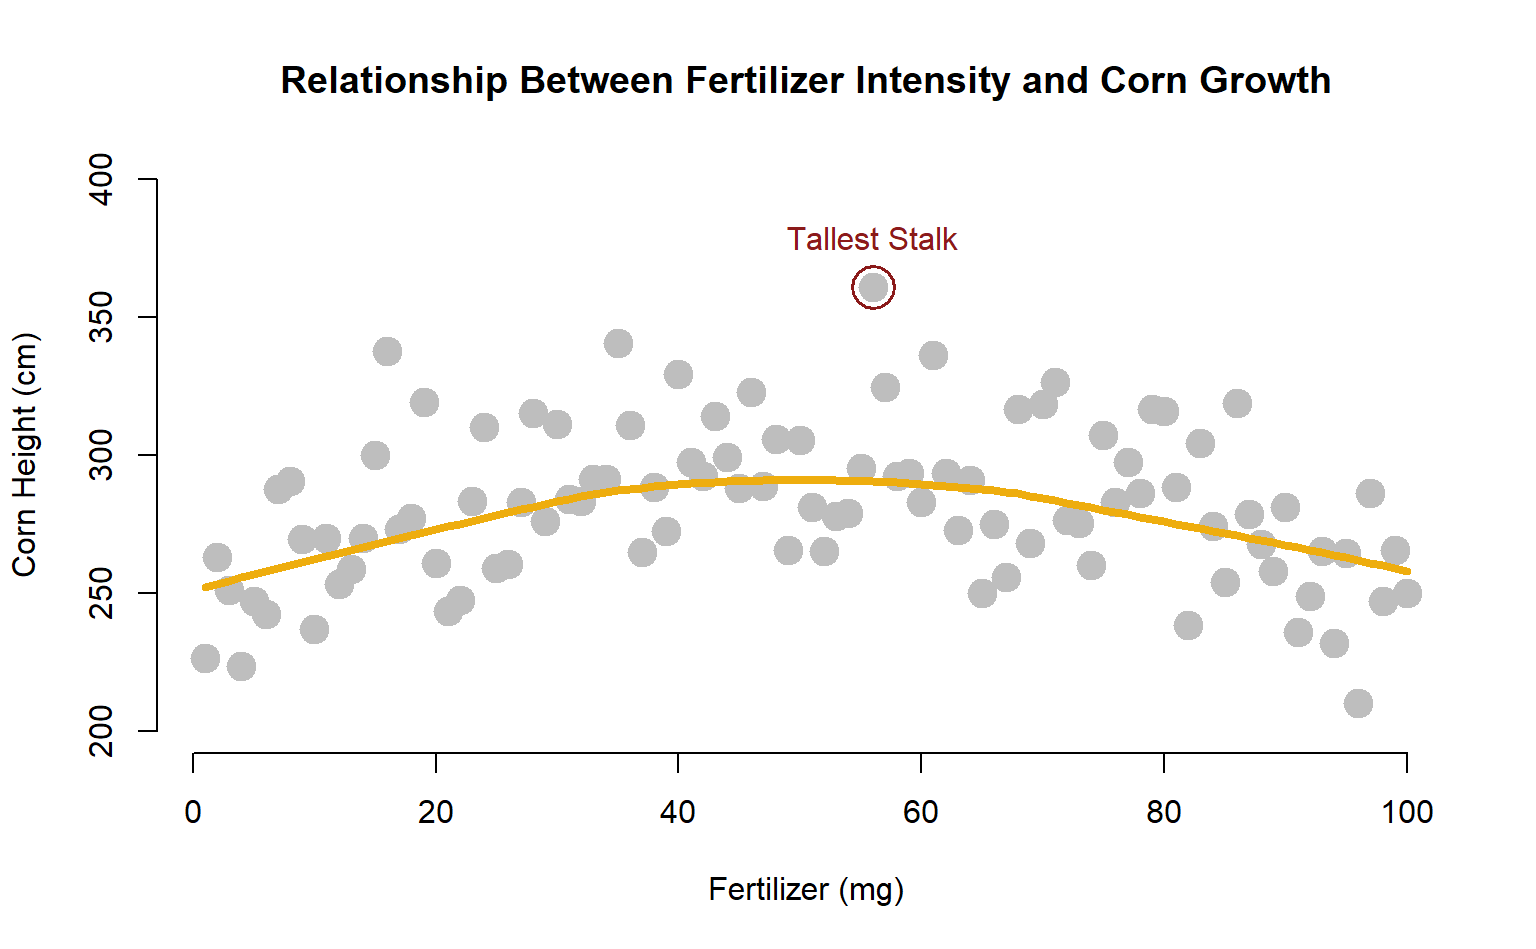 Relationship Between Fertilizer Intensity and Corn Growth
Tallest Stalk
Corn Height (cm)
400
350
300
250
200
0 20 40 60 80 100
Fertilizer (mg)